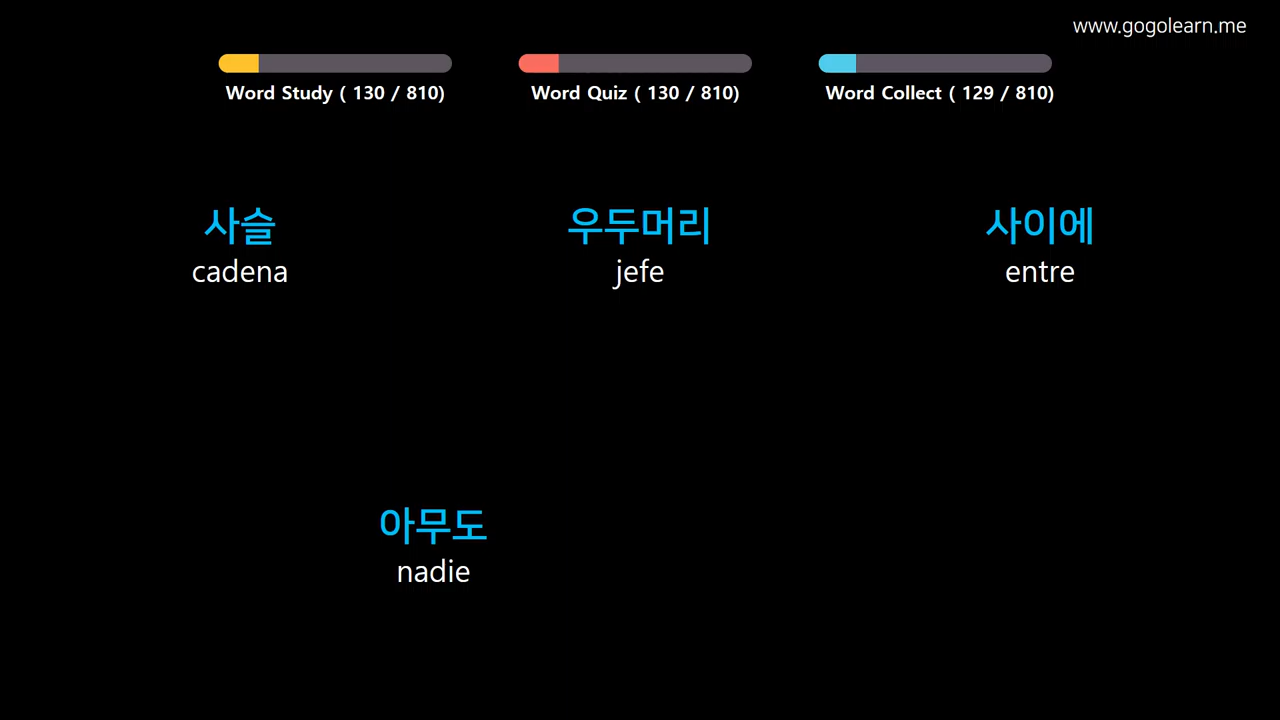 www.gogolearn.me
Word Study ( 130 / 810)
Word Quiz ( 130 / 810)
Word Collect ( 129 / 810)
사슬
cadena
우두머리
jefe
사이에
entre
아무도
nadie